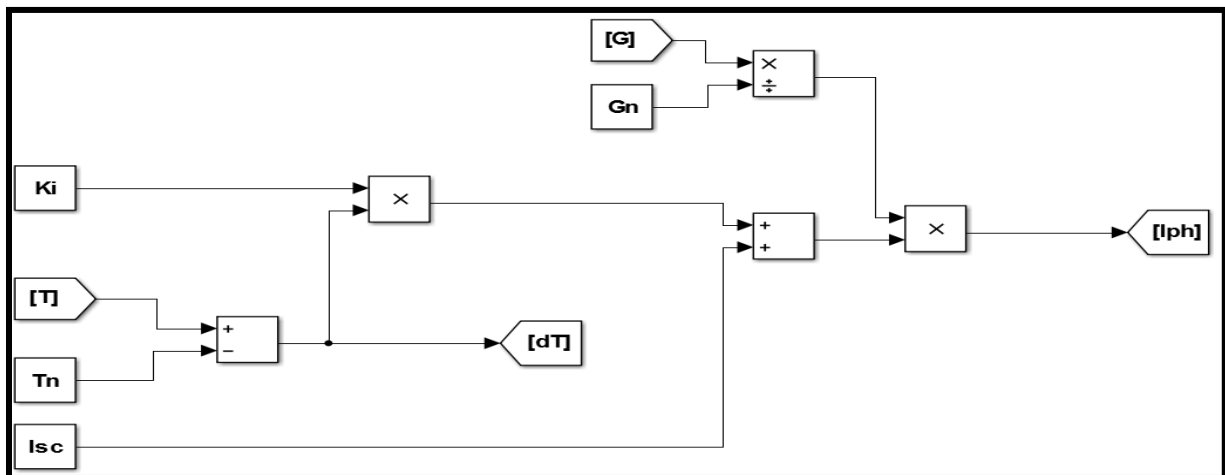 [G]
×
÷
Gn
Ki
×
+
+
×
[Iph]
[T]
+
−
[dT]
Tn
Isc